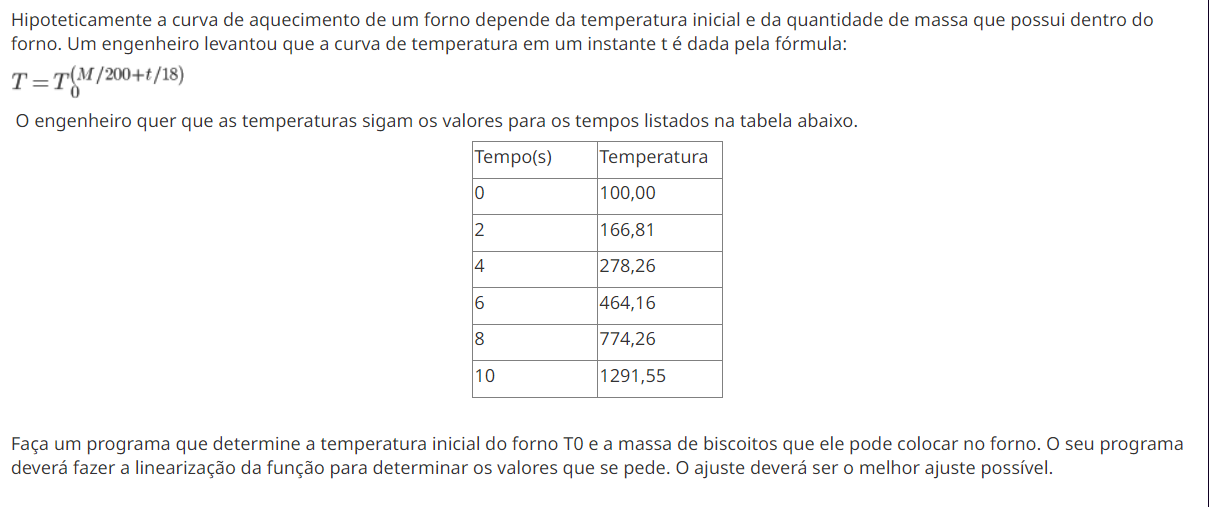 Hipoteticamente a curva de aquecimento de um forno depende da temperatura inicial e da quantidade de massa que possui dentro do
forno. Um engenheiro levantou que a curva de temperatura em um instante t é dada pela fórmula:
T=T_0^{(M/200+t/18)}
O engenheiro quer que as temperaturas sigam os valores para os tempos listados na tabela abaixo.
Tempo(s) Temperatura
0 100,00
2 166,81
4 278,26
6 464,16
8 774,26
10 1291,55
Faça um programa que determine a temperatura inicial do forno T0 e a massa de biscoitos que ele pode colocar no forno. O seu programa
deverá fazer a linearização da função para determinar os valores que se pede. O ajuste deverá ser o melhor ajuste possível.